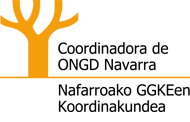 Coordinadora de
ONGD Navarra
Nafarroako GGKEen
Koordinakundea